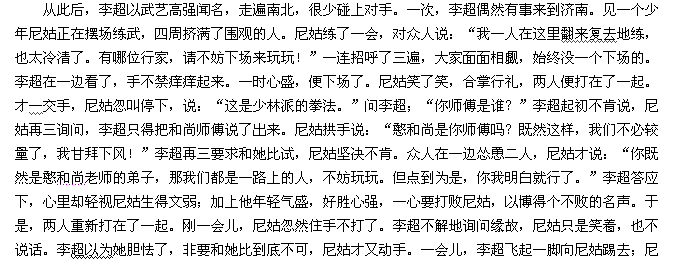 从此后，李超以武艺高强闻名，走遍南北，很少碰上对手。一次，李超偶然有事来到济南。见一个少
年尼姑正在摆场练武，四周挤满了围观的人。尼姑练了一会，对众人说：“我一人在这里翻来复去地练，
也太冷清了。有哪位行家，请不妨下场来玩玩！”一连招呼了三遍，大家面面相觑，始终没一个下场的。
李超在一边看了，手不禁痒痒起来。一时心盛，便下场了。尼姑笑了笑，合掌行礼，两人便打在了一起。
才一交手，尼姑忽叫停下，说：“这是少林派的拳法。”问李超；“你师傅是谁？”李超起初不肯说，尼
姑再三询问，李超只得把和尚师傅说了出来。尼姑拱手说：“憨和尚是你师傅吗？既然这样，我们不必较
量了，我甘拜下风！”李超再三要求和她比试，尼姑坚决不肯。众人在一边怂恿二人，尼姑才说：“你既
然是憨和尚老师的弟子，那我们都是一路上的人，不妨玩玩。但点到为是，你我明白就行了。”李超答应
下，心里却轻视尼姑生得文弱；加上他年轻气盛，好胜心强，一心要打败尼姑，以博得个不败的名声。于
是，两人重新打在了一起。刚一会儿，尼姑忽然住手不打了。李超不解地询问缘故，尼姑只是笑着，也不
说话。李超以为她胆怯了，非要和她比到底不可，尼姑才又动手。一会儿，李超飞起一脚向尼姑踢去；尼